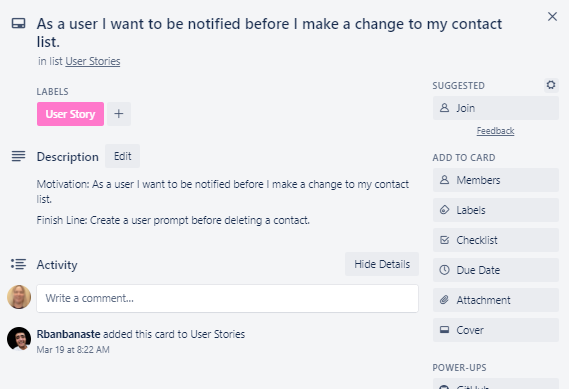 As a user I want to be notified before I make a change to my contact
list.
in list User Stories
LABELS
User Story
Description Edit
Motivation: As a user I want to be notified before I make a change to my contact
list.
Finish Line: Create a user prompt before deleting a contact.
Activity Hide Details
Write a comment...
Rbanbanaste added this card to User Stories
Mar 19 at 8:22 AM
SUGGESTED
Join
Feedback
ADD TO CARD
Members
Labels
Checklist
Due Date
Attachment
Cover
POWER-UPS
GitHub